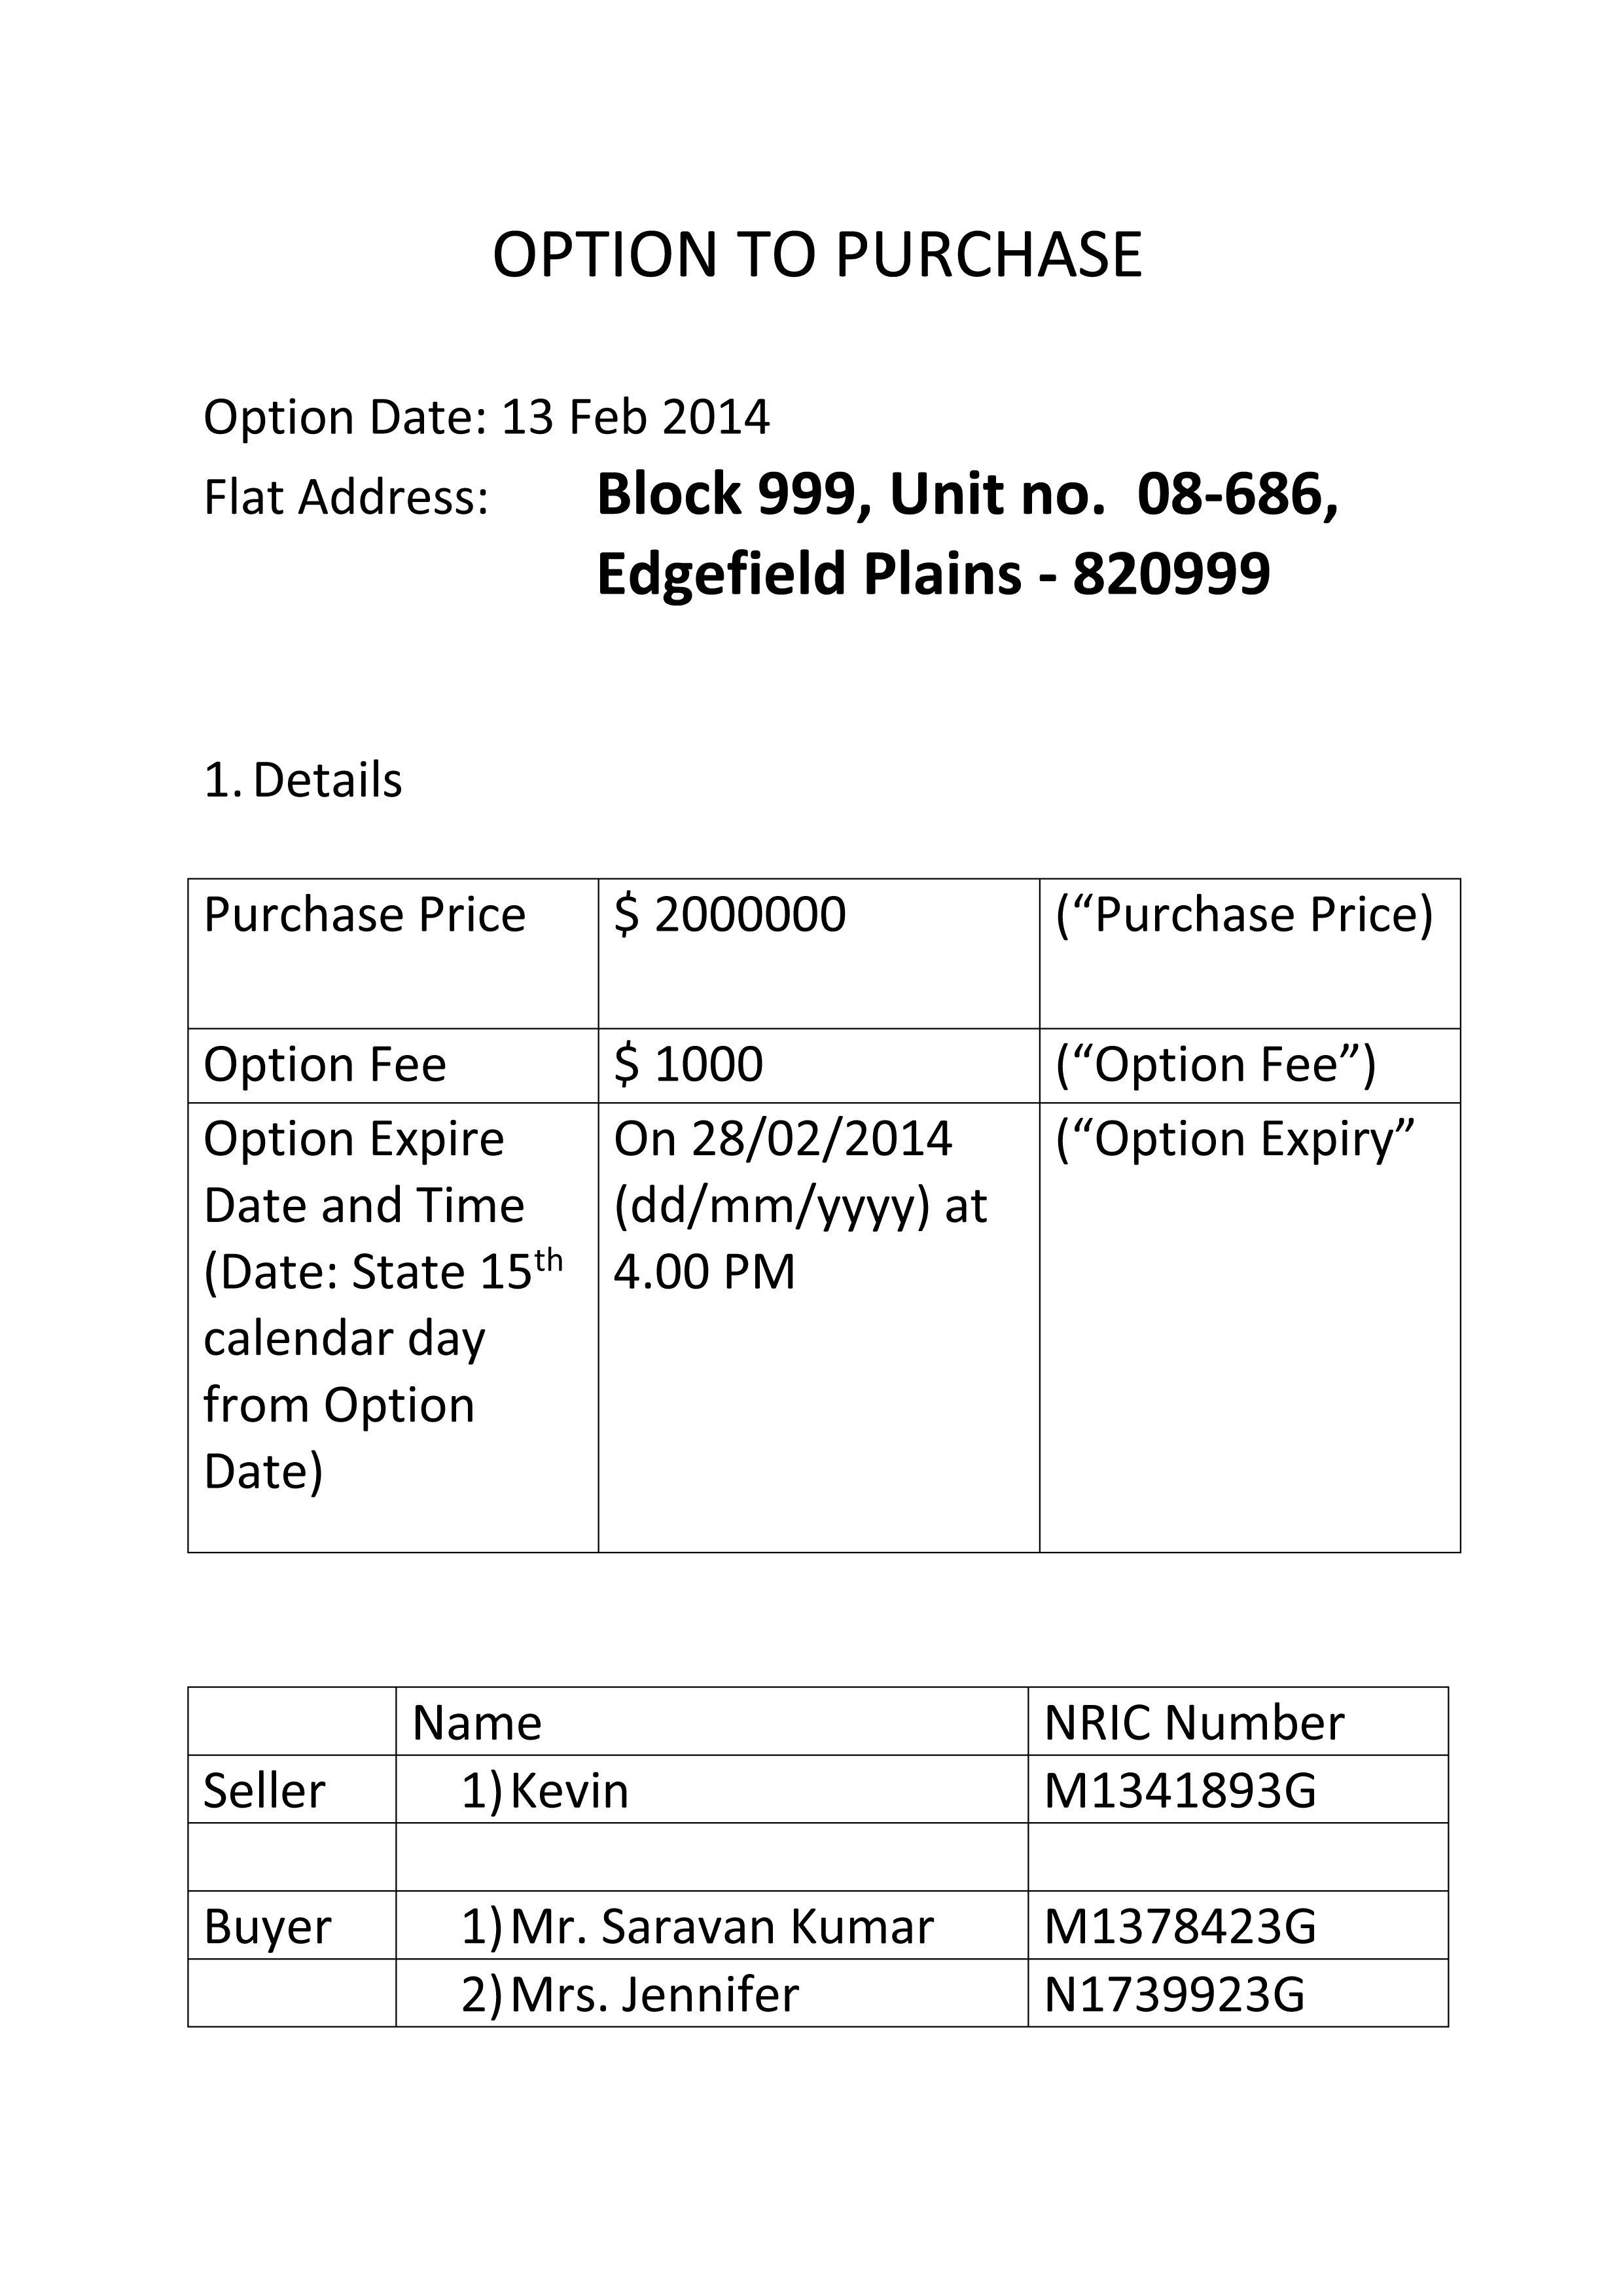 OPTION TO PURCHASE
Option Date: 13 Feb 2014
Flat Address: Block 999, Unit no. 08-686,
Edgefield Plains - 820999
1. Details
Purchase Price $ 2000000 (“Purchase Price)
Option Fee $ 1000 (“Option Fee”)
Option Expire On 28/02/2014 (“Option Expiry”
Date and Time (dd/mm/yyyy) at
(Date: State 15th 4.00 PM
calendar day
from Option
Date)
Name NRIC Number
Seller 1) Kevin M1341893G
Buyer 1) Mr. Saravan Kumar M1378423G
2) Mrs. Jennifer N1739923G